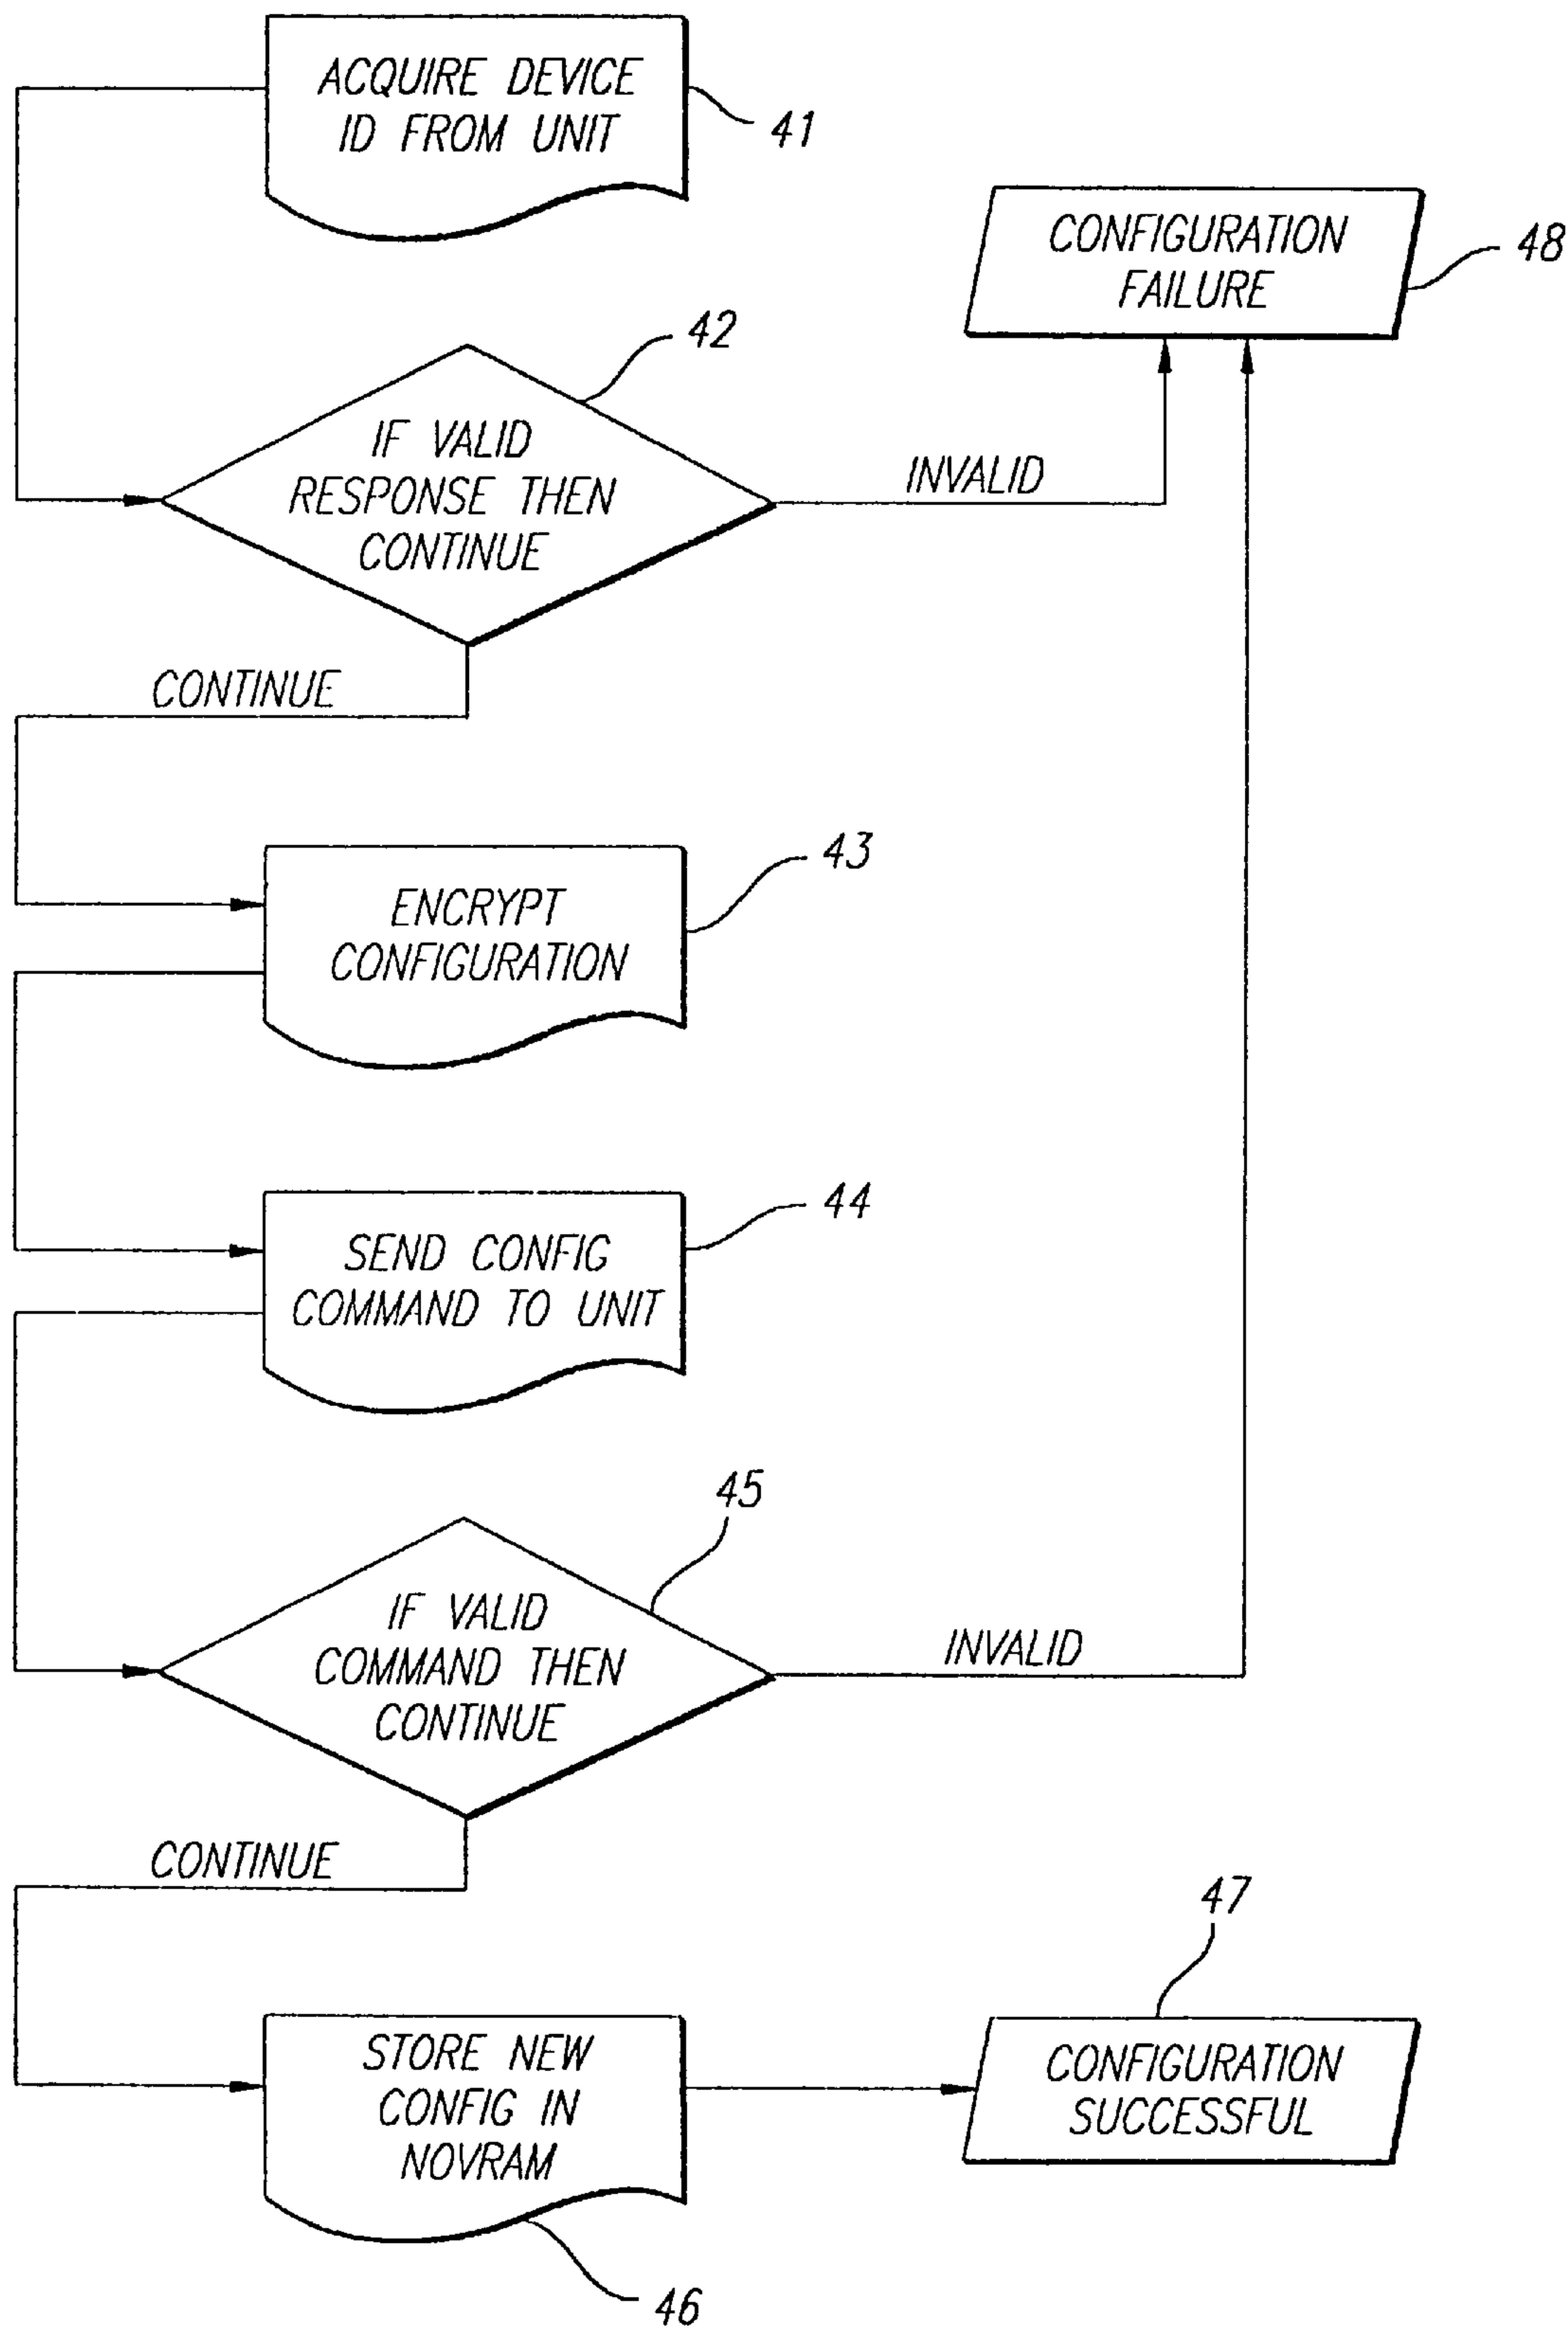 ACQUIRE DEVICE
ID FROM UNIT
41
CONFIGURATION
FAILURE
48
42
IF VALID
RESPONSE THEN
CONTINUE
INVALID
CONTINUE
43
ENCRYPT
CONFIGURATION
44
SEND CONFIG
COMMAND TO UNIT
45
IF VALID
COMMAND THEN
CONTINUE
INVALID
CONTINUE
47
STORE NEW
CONFIG IN
NOVRAM
CONFIGURATION
SUCCESSFUL
46